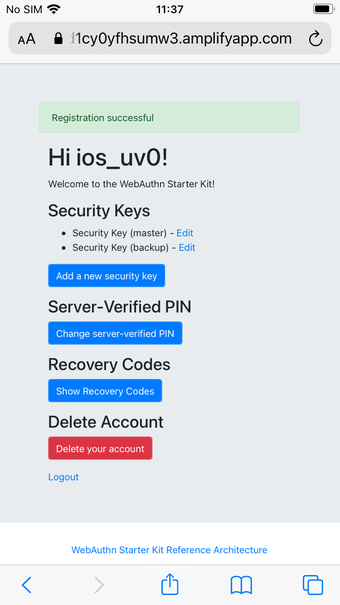 No SIM 11:37
AA 1cy0yfhsumw3.amplifyapp.com
Registration successful
Hi ios_uv0!
Welcome to the WebAuthn Starter Kit!
Security Keys
• Security Key (master) - Edit
• Security Key (backup) - Edit
Add a new security key
Server-Verified PIN
Change server-verified PIN
Recovery Codes
Show Recovery Codes
Delete Account
Delete your account
Logout
WebAuthn Starter Kit Reference Architecture